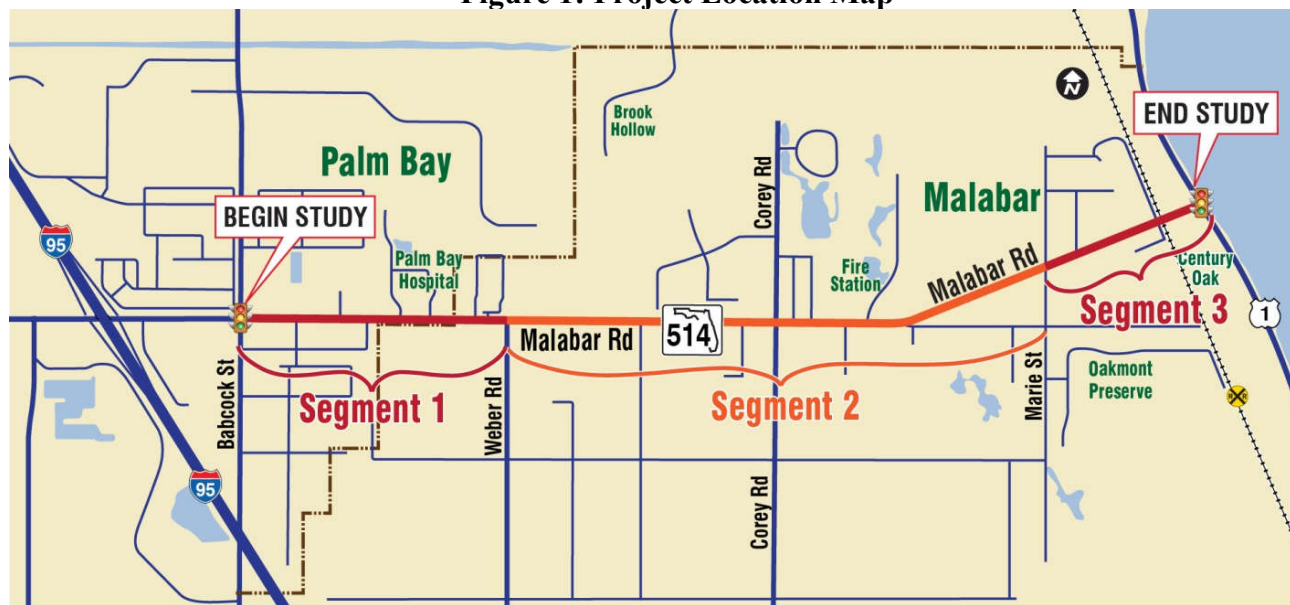 Figure 1: Project Location Map
END STUDY
Brook
Hollow
Palm Bay
Corey Rd
Malabar
BEGIN STUDY
95
Palm Bay
Hospital
Fire
Station
Malabar Rd
Century
Oak
Segment 3
1
Malabar Rd
514
Babcock St
Segment 1
Weber Rd
Segment 2
Marie St
Oakmont
Preserve
R R
95
Corey Rd
N